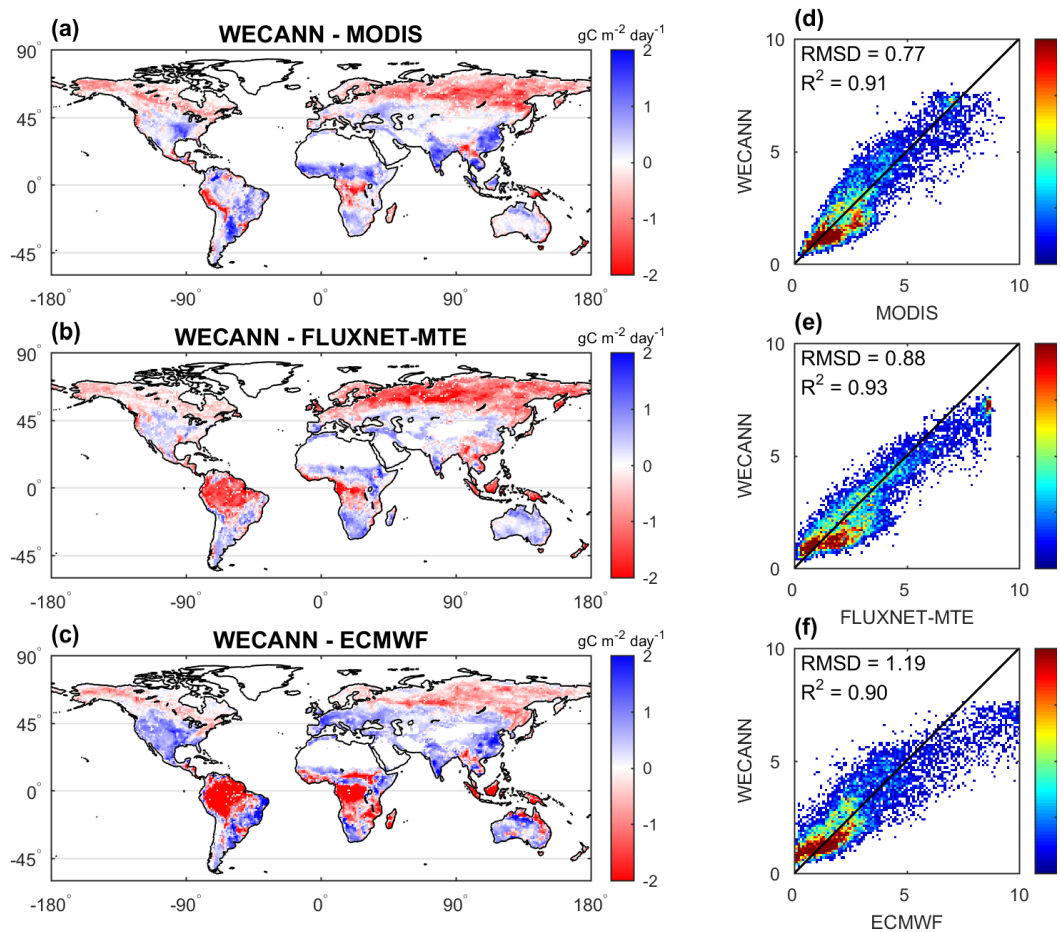 (a)
WECANN - MODIS
gC m⁻² day⁻¹
90°
45°
0°
-45°
-180° -90° 0° 90° 180°
2
1
0
-1
-2
(d)
RMSD = 0.77
R² = 0.91
10
5
0
WECANN
0 5 10
MODIS
(b)
WECANN - FLUXNET-MTE
gC m⁻² day⁻¹
90°
45°
0°
-45°
-180° -90° 0° 90° 180°
2
1
0
-1
-2
(e)
RMSD = 0.88
R² = 0.93
10
5
0
WECANN
0 5 10
FLUXNET-MTE
(c)
WECANN - ECMWF
gC m⁻² day⁻¹
90°
45°
0°
-45°
-180° -90° 0° 90° 180°
2
1
0
-1
-2
(f)
RMSD = 1.19
R² = 0.90
10
5
0
WECANN
0 5 10
ECMWF